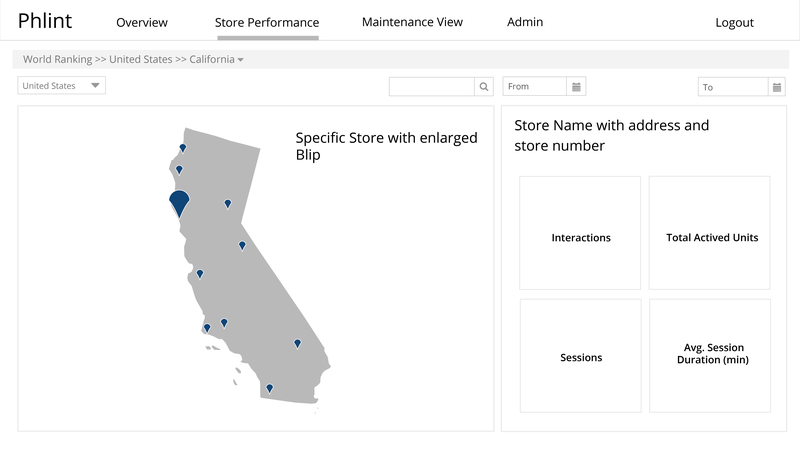 Phlint
Overview
Store Performance
Maintenance View
Admin
Logout
World Ranking >> United States >> California
United States
From
To
Specific Store with enlarged
Blip
Store Name with address and
store number
Interactions
Total Actived Units
Sessions
Avg. Session
Duration (min)